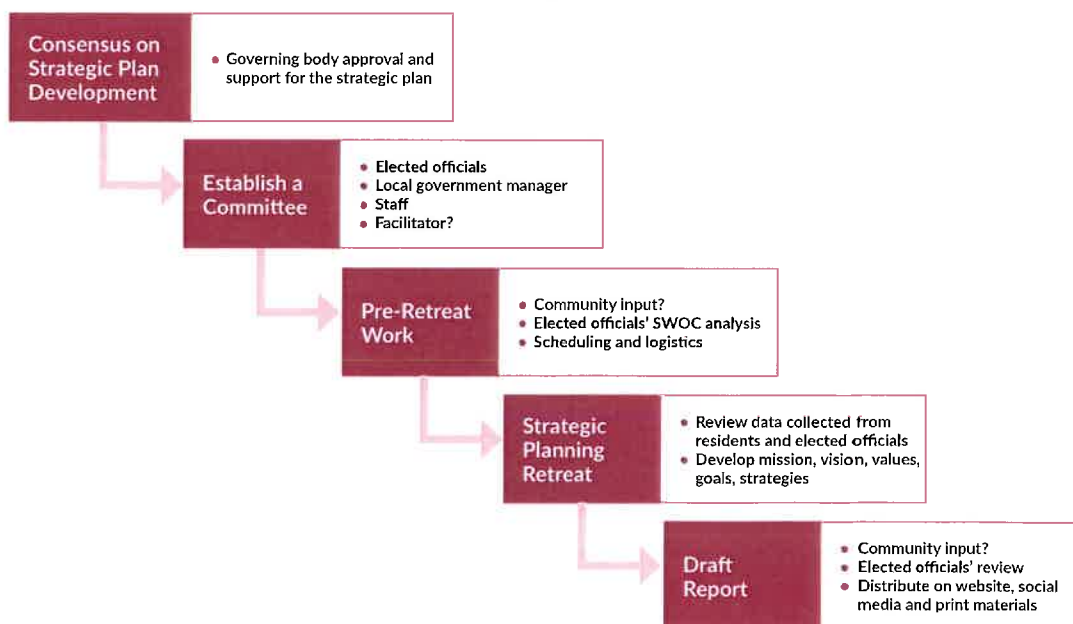 Consensus on
Strategic Plan
Development
• Governing body approval and
support for the strategic plan
Establish a
Committee
• Elected officials
• Local government manager
• Staff
• Facilitator?
Pre-Retreat
Work
• Community input?
• Elected officials' SWOC analysis
• Scheduling and logistics
Strategic
Planning
Retreat
• Review data collected from
residents and elected officials
• Develop mission, vision, values,
goals, strategies
Draft
Report
• Community input?
• Elected officials' review
• Distribute on website, social
media and print materials